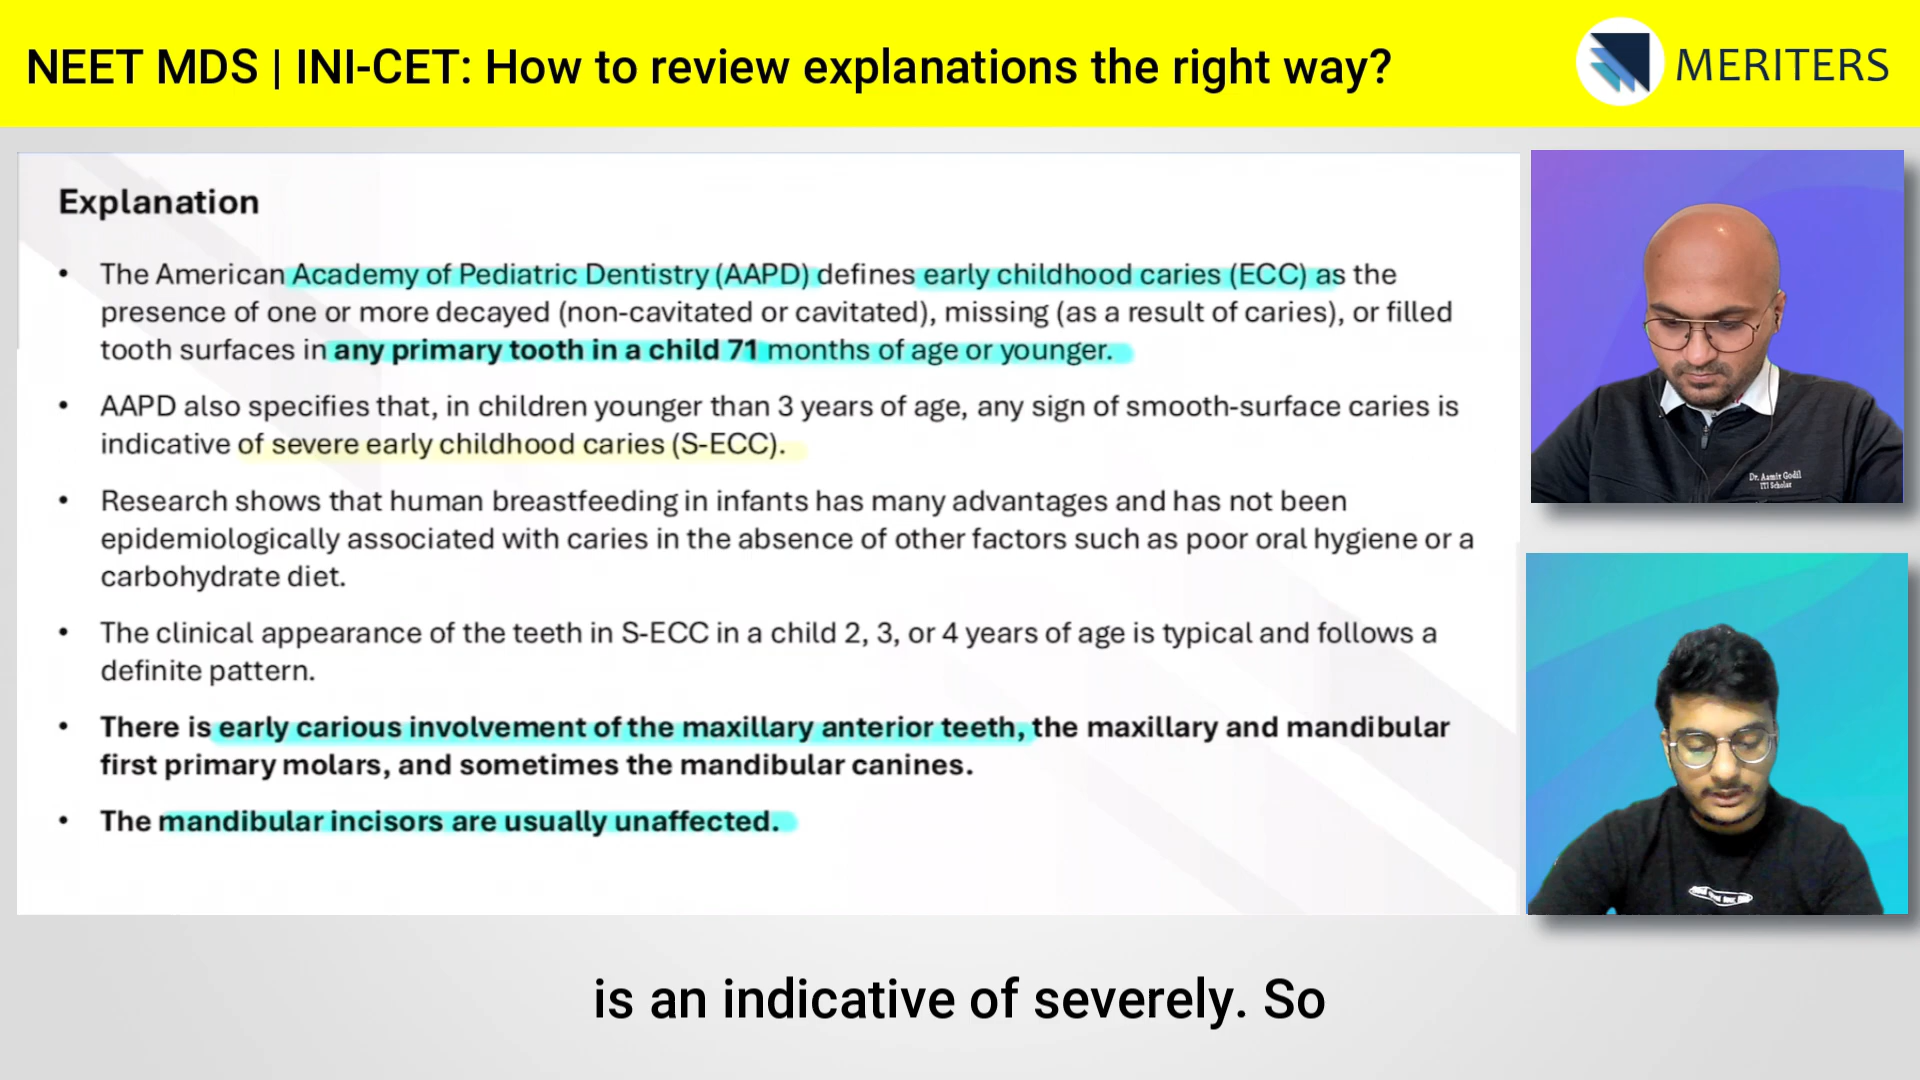 NEET MDS | INI-CET: How to review explanations the right way?
MERITERS
Explanation
• The American Academy of Pediatric Dentistry (AAPD) defines early childhood caries (ECC) as the
presence of one or more decayed (non-cavitated or cavitated), missing (as a result of caries), or filled
tooth surfaces in any primary tooth in a child 71 months of age or younger.
• AAPD also specifies that, in children younger than 3 years of age, any sign of smooth-surface caries is
indicative of severe early childhood caries (S-ECC).
• Research shows that human breastfeeding in infants has many advantages and has not been
epidemiologically associated with caries in the absence of other factors such as poor oral hygiene or a
carbohydrate diet.
• The clinical appearance of the teeth in S-ECC in a child 2, 3, or 4 years of age is typical and follows a
definite pattern.
• There is early carious involvement of the maxillary anterior teeth, the maxillary and mandibular
first primary molars, and sometimes the mandibular canines.
• The mandibular incisors are usually unaffected.
Dr. Aamir Godil
ITI Scholar
is an indicative of severely. So